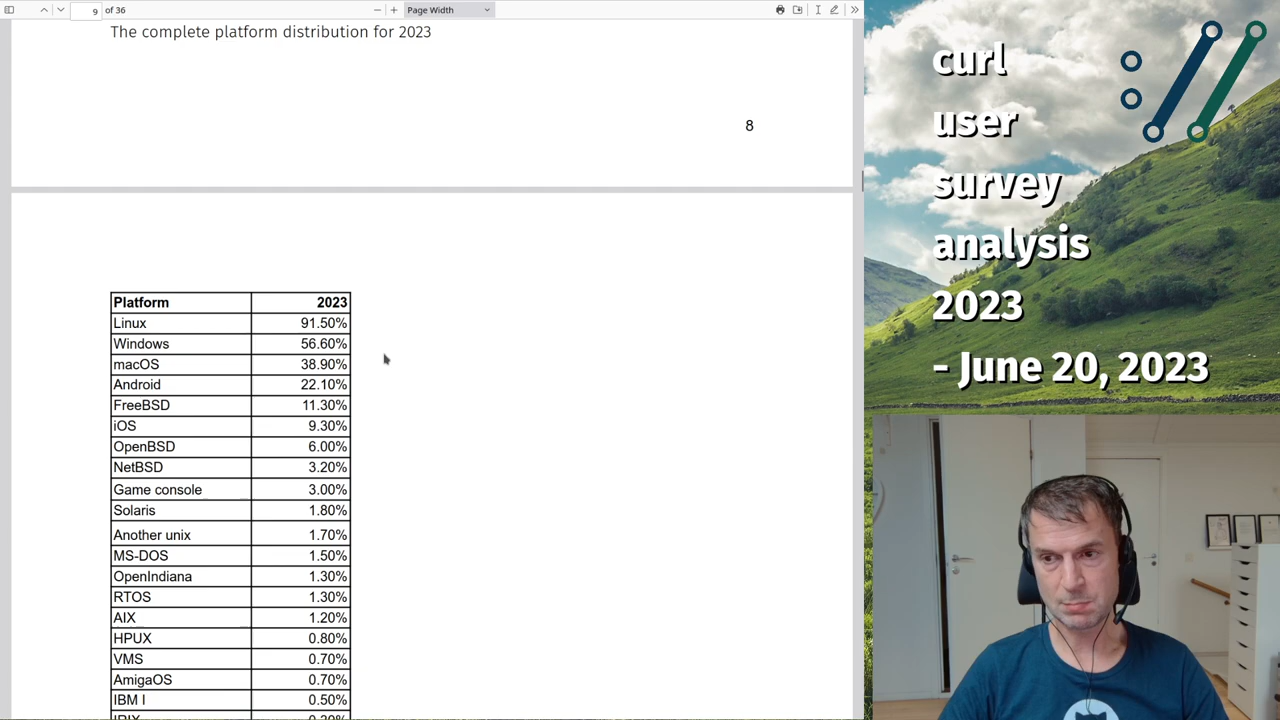 9 of 36
Page Width
The complete platform distribution for 2023
8
Platform 2023
Linux 91.50%
Windows 56.60%
macOS 38.90%
Android 22.10%
FreeBSD 11.30%
iOS 9.30%
OpenBSD 6.00%
NetBSD 3.20%
Game console 3.00%
Solaris 1.80%
Another unix 1.70%
MS-DOS 1.50%
OpenIndiana 1.30%
RTOS 1.30%
AIX 1.20%
HPUX 0.80%
VMS 0.70%
AmigaOS 0.70%
IBM I 0.50%
curl
user
survey
analysis
2023
- June 20, 2023